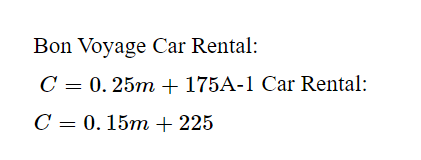 Bon Voyage Car Rental:
C = 0.25m + 175A-1 Car Rental:
C = 0.15m + 225